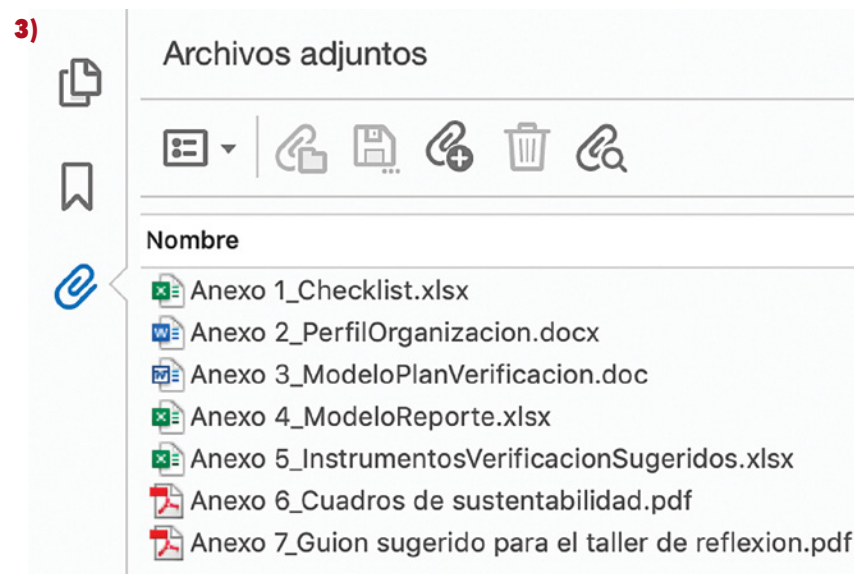 3)
Archivos adjuntos
Nombre
Anexo 1_Checklist.xlsx
Anexo 2_PerfilOrganizacion.docx
Anexo 3_ModeloPlanVerificacion.doc
Anexo 4_ModeloReporte.xlsx
Anexo 5_InstrumentosVerificacionSugeridos.xlsx
Anexo 6_Cuadros de sustentabilidad.pdf
Anexo 7_Guion sugerido para el taller de reflexion.pdf